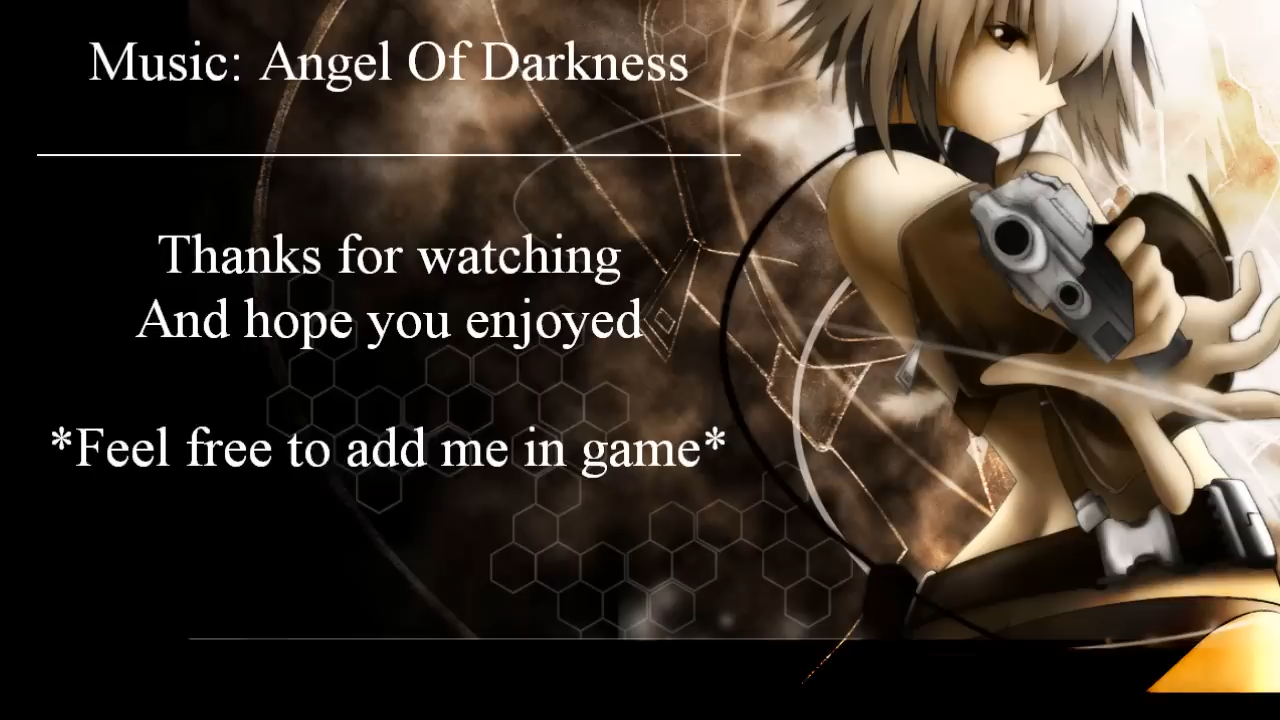 Music: Angel Of Darkness
Thanks for watching
And hope you enjoyed
*Feel free to add me in game*